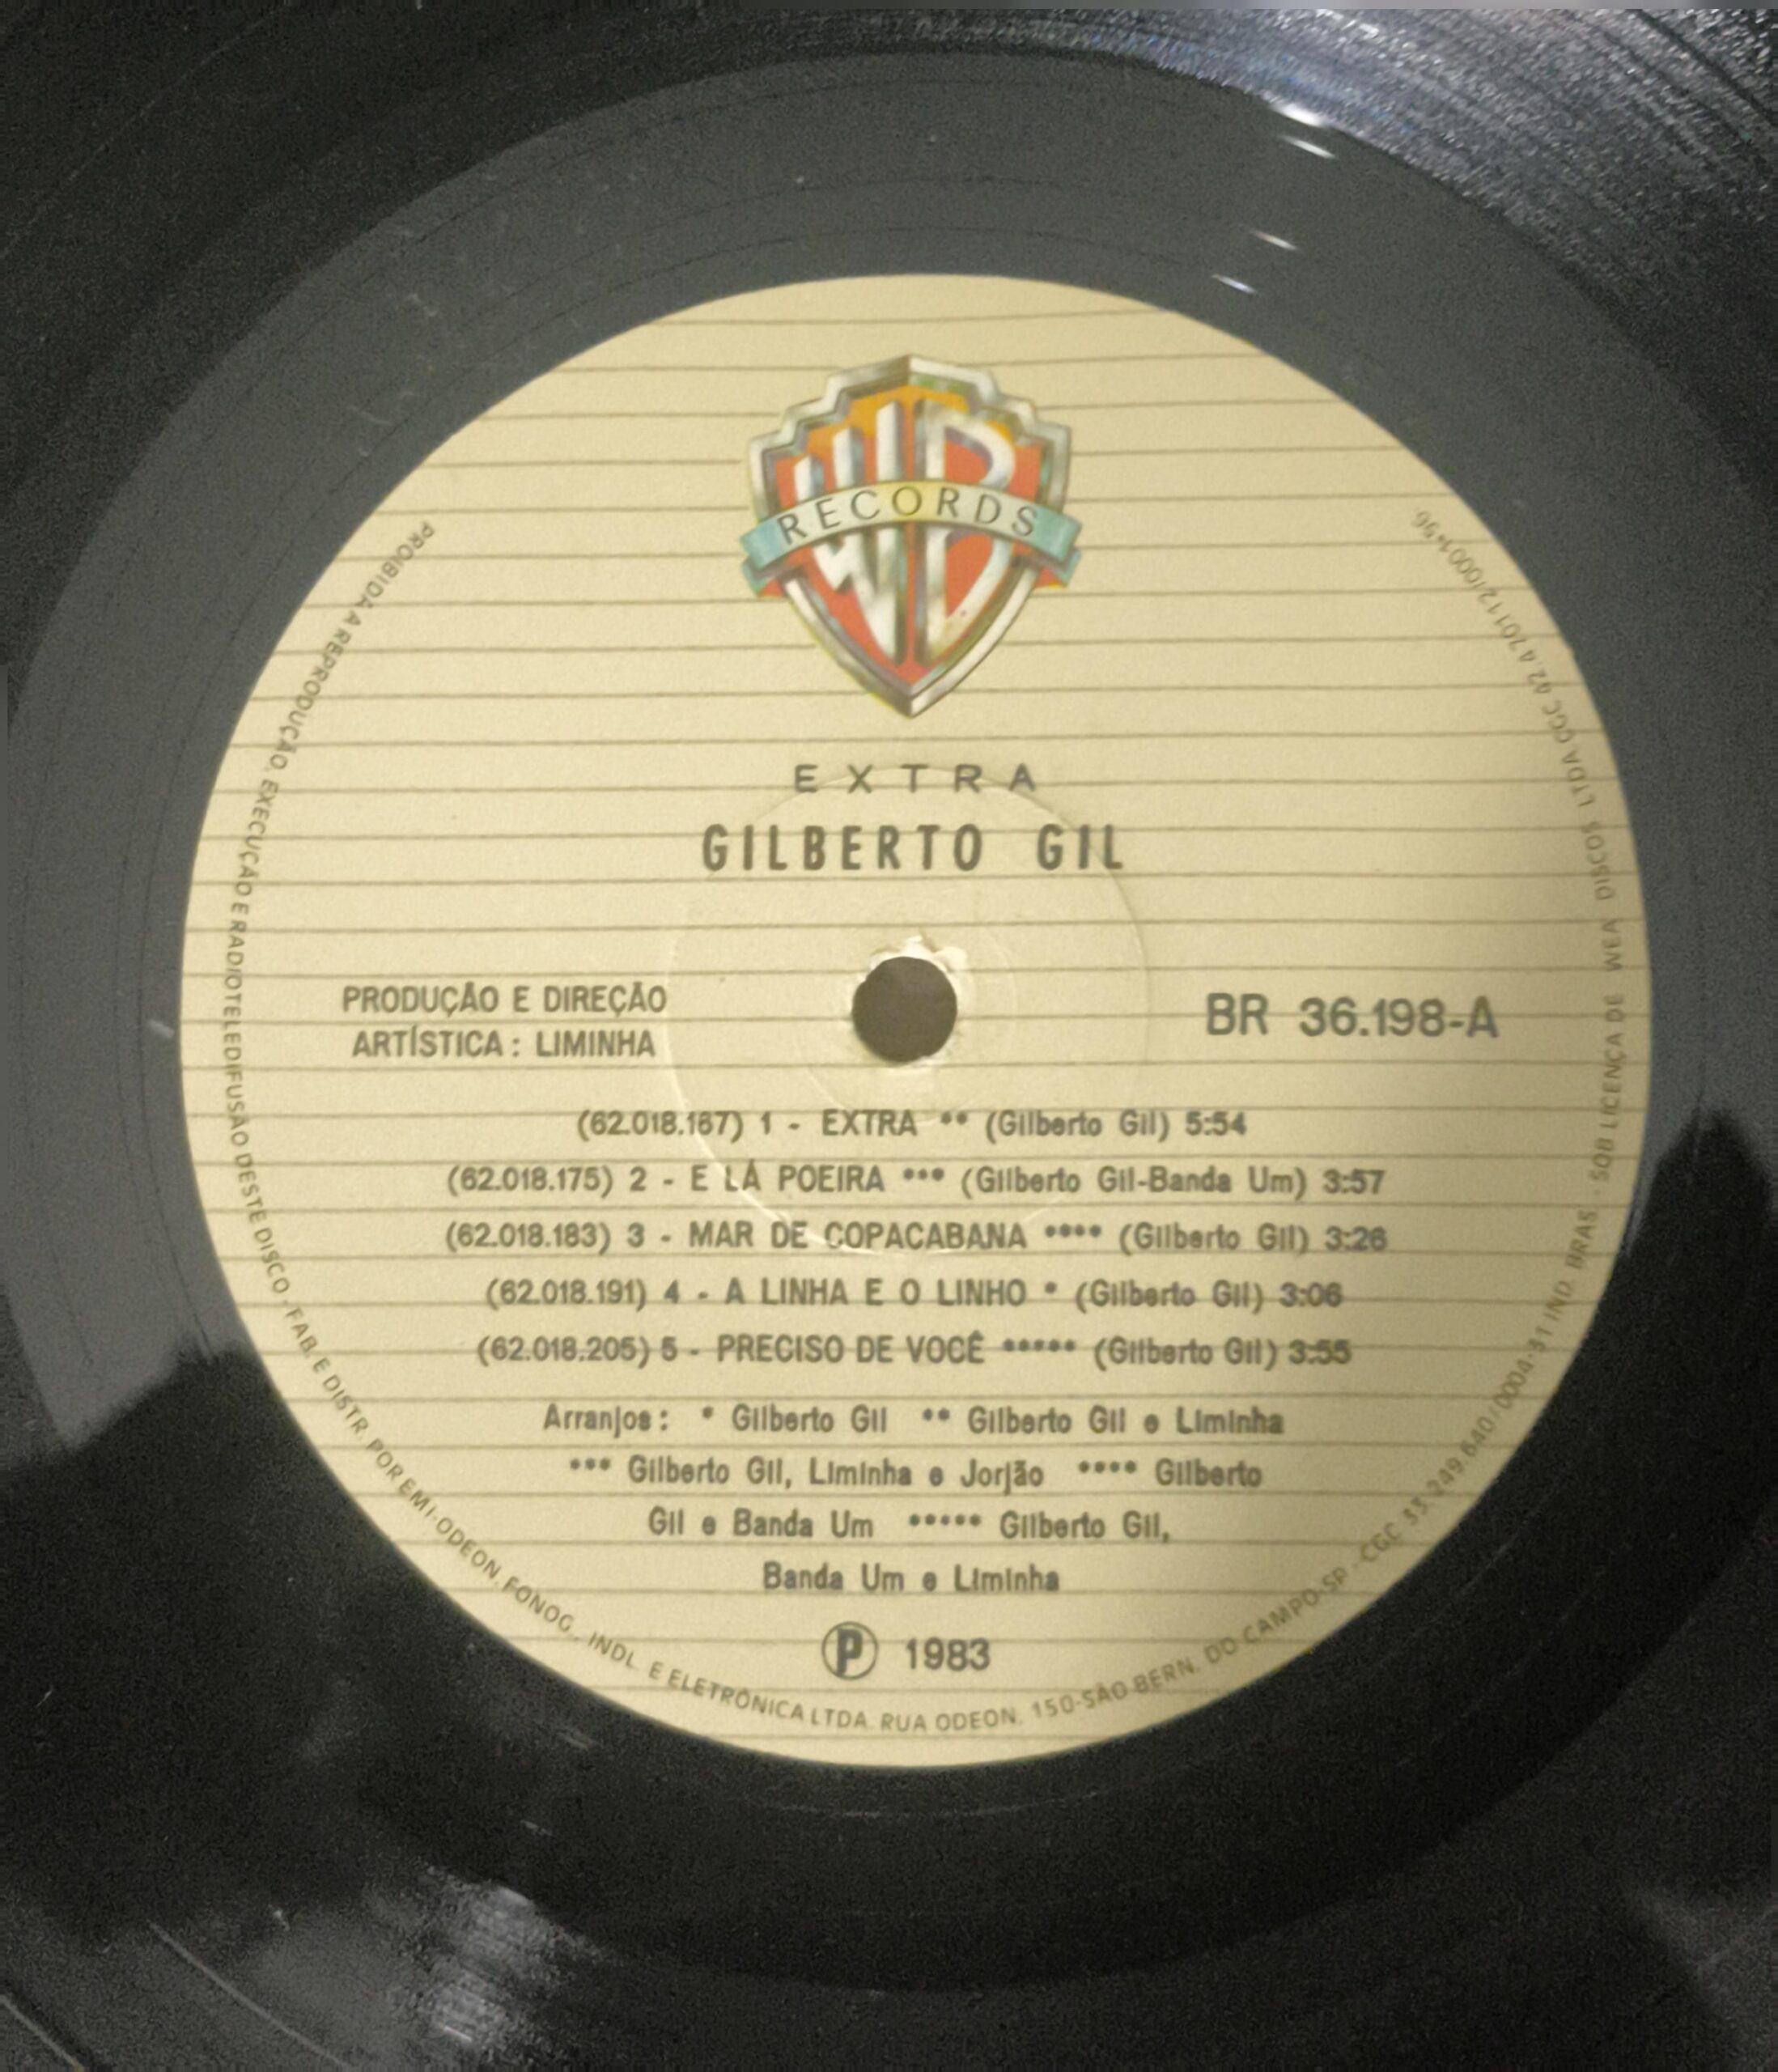 WB
RECORDS
EXTRA
GILBERTO GIL
PRODUÇÃO E DIREÇÃO
ARTÍSTICA: LIMINHA
BR 36.198-A
(62.018.167) 1 - EXTRA ** (Gilberto Gil) 5:54
(62.018.175) 2 - E LÁ POEIRA *** (Gilberto Gil-Banda Um) 3:57
(62.018.183) 3 - MAR DE COPACABANA **** (Gilberto Gil) 3:26
(62.018.191) 4 - A LINHA E O LINHO * (Gilberto Gil) 3:06
(62.018.205) 5 - PRECISO DE VOCÊ ***** (Gilberto Gil) 3:55
Arranjos: * Gilberto Gil ** Gilberto Gil e Liminha
*** Gilberto Gil, Liminha e Jorjão **** Gilberto
Gil e Banda Um ***** Gilberto Gil,
Banda Um e Liminha
Ⓟ 1983
PROIBIDA A REPRODUÇÃO, EXECUÇÃO E RADIOTELEDIFUSÃO DESTE DISCO - FAB. E DISTR. POR EMI-ODEON, FONOG., INDL. E ELETRÔNICA LTDA. RUA ODEON, 150-SÃO BERN. DO CAMPO-SP - CGC 33.249.640/0004-31 IND. BRAS - SOB LICENÇA DE WEA DISCOS LTDA CGC 42.470.112/0001-56